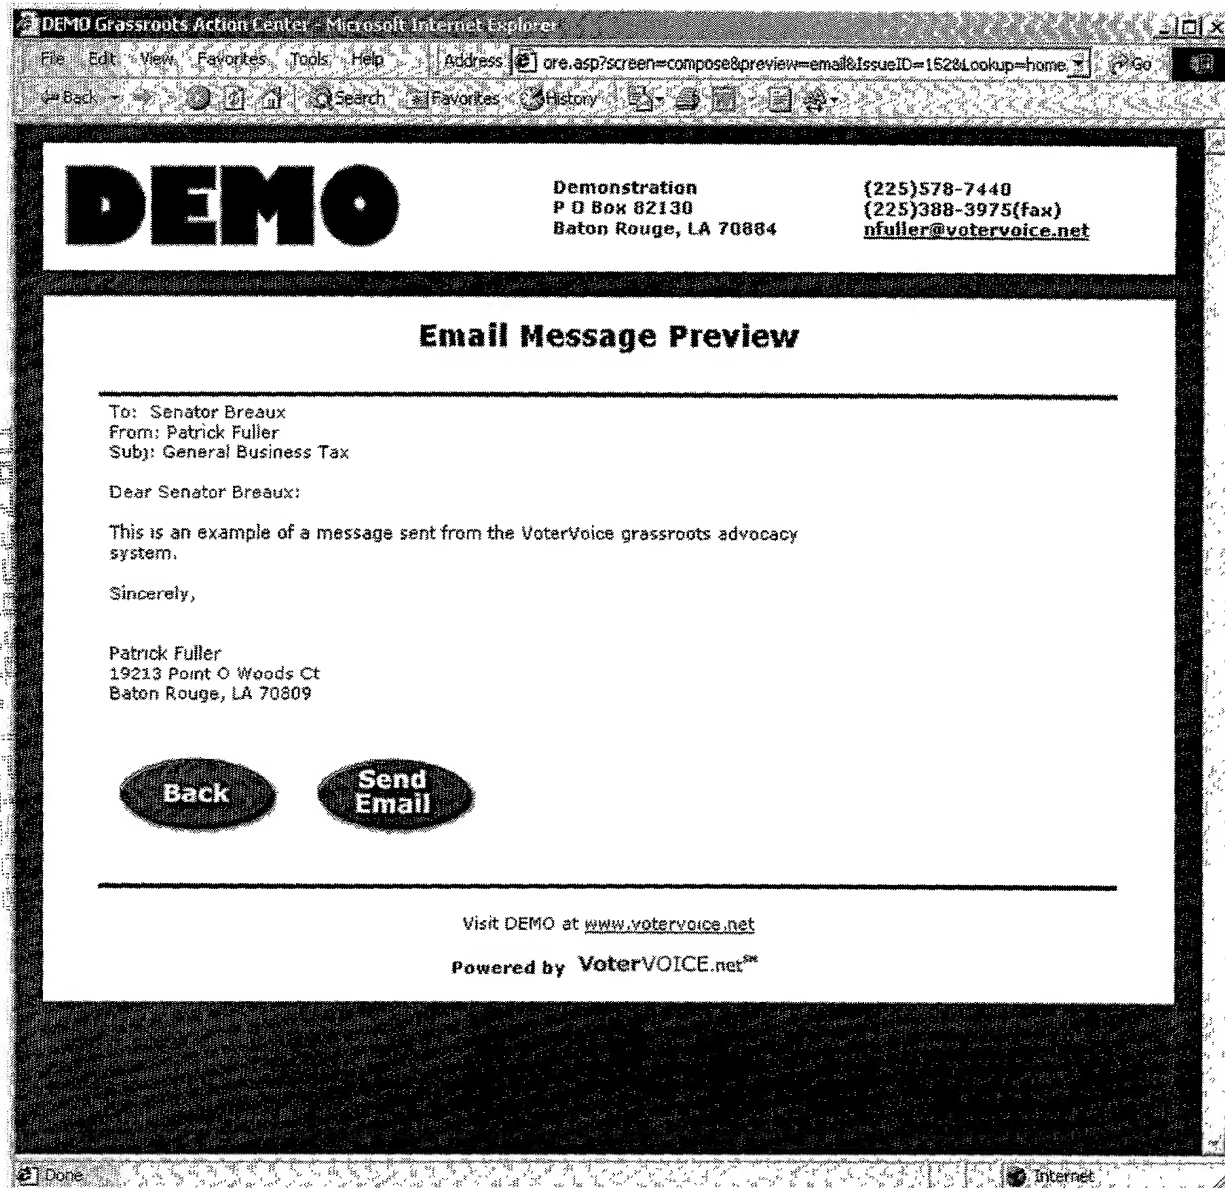 DEMO Grassroots Action Center - Microsoft Internet Explorer
File Edit View Favorites Tools Help Address ore.asp?screen=compose&preview=email&IssueID=152&Lookup=home Go
Back Search Favorites History
DEMO
Demonstration (225)578-7440
P O Box 82130 (225)388-3975(fax)
Baton Rouge, LA 70884 nfuller@votervoice.net
Email Message Preview
To: Senator Breaux
From: Patrick Fuller
Subj: General Business Tax
Dear Senator Breaux:
This is an example of a message sent from the VoterVoice grassroots advocacy
system.
Sincerely,
Patrick Fuller
19213 Point O Woods Ct
Baton Rouge, LA 70809
Back Send
Email
Visit DEMO at www.votervoice.net
Powered by VoterVOICE.net℠
Done Internet